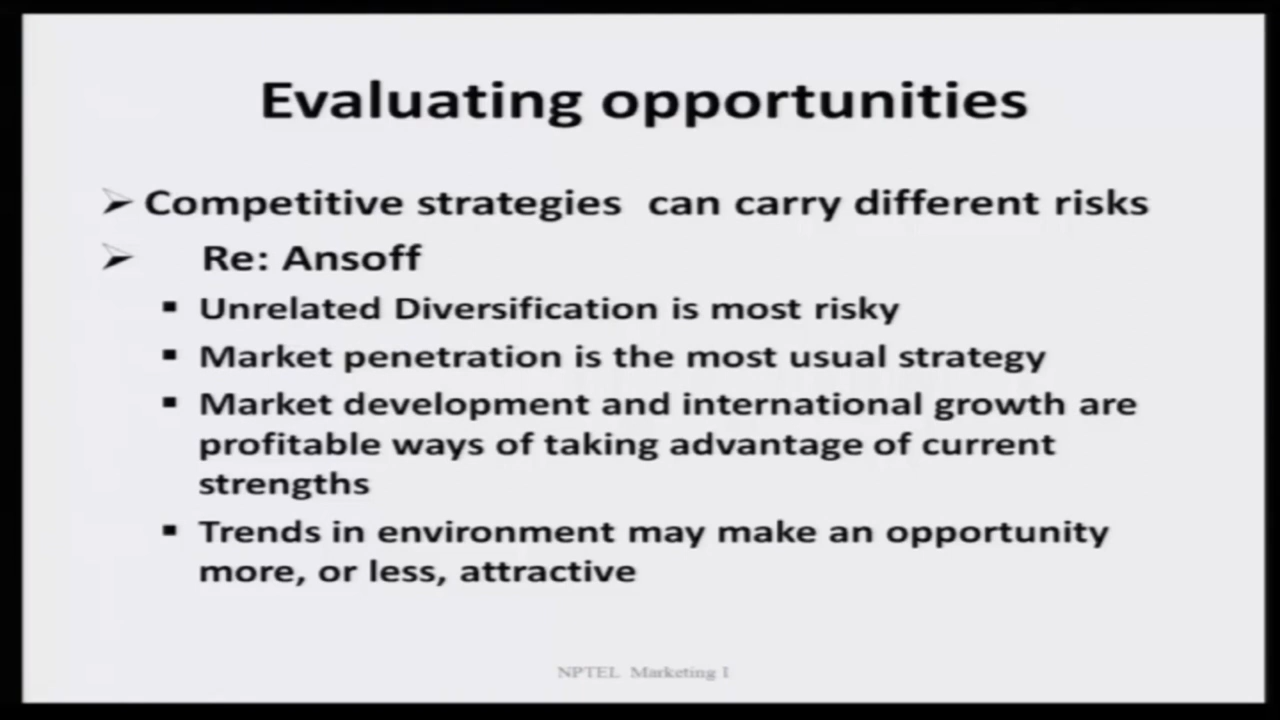 Evaluating opportunities
➢ Competitive strategies  can carry different risks
➢ Re: Ansoff
▪ Unrelated Diversification is most risky
▪ Market penetration is the most usual strategy
▪ Market development and international growth are
profitable ways of taking advantage of current
strengths
▪ Trends in environment may make an opportunity
more, or less, attractive
NPTEL  Marketing I